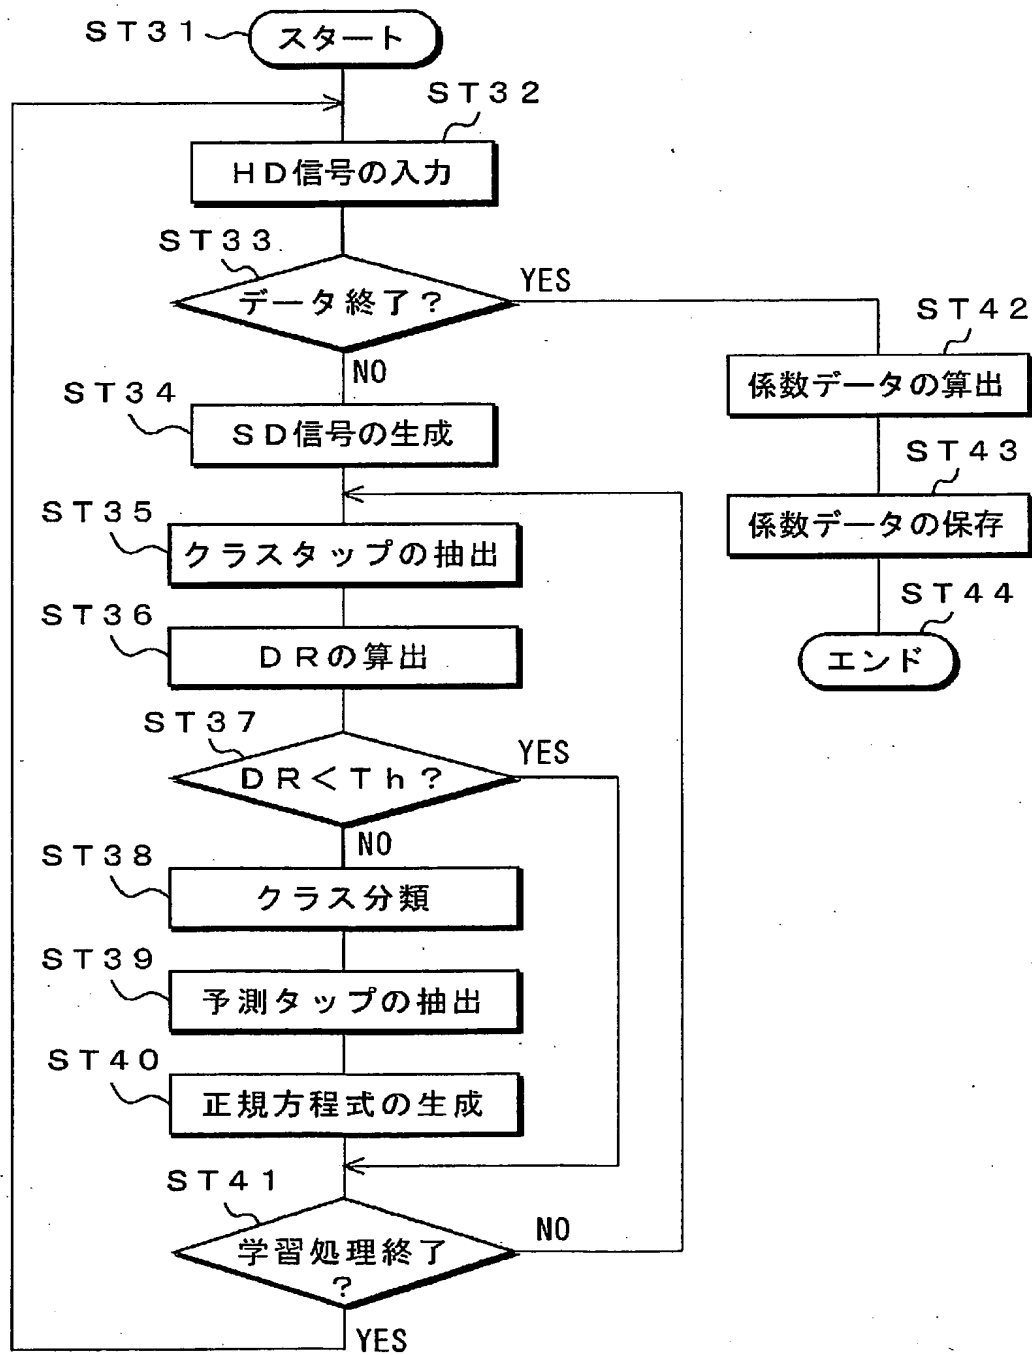 ST31
スタート
ST32
HD信号の入力
ST33
データ終了?
YES
NO
ST34
SD信号の生成
ST35
クラスタップの抽出
ST36
DRの算出
ST37
DR<Th?
YES
NO
ST38
クラス分類
ST39
予測タップの抽出
ST40
正規方程式の生成
ST41
学習処理終了
?
NO
YES
ST42
係数データの算出
ST43
係数データの保存
ST44
エンド